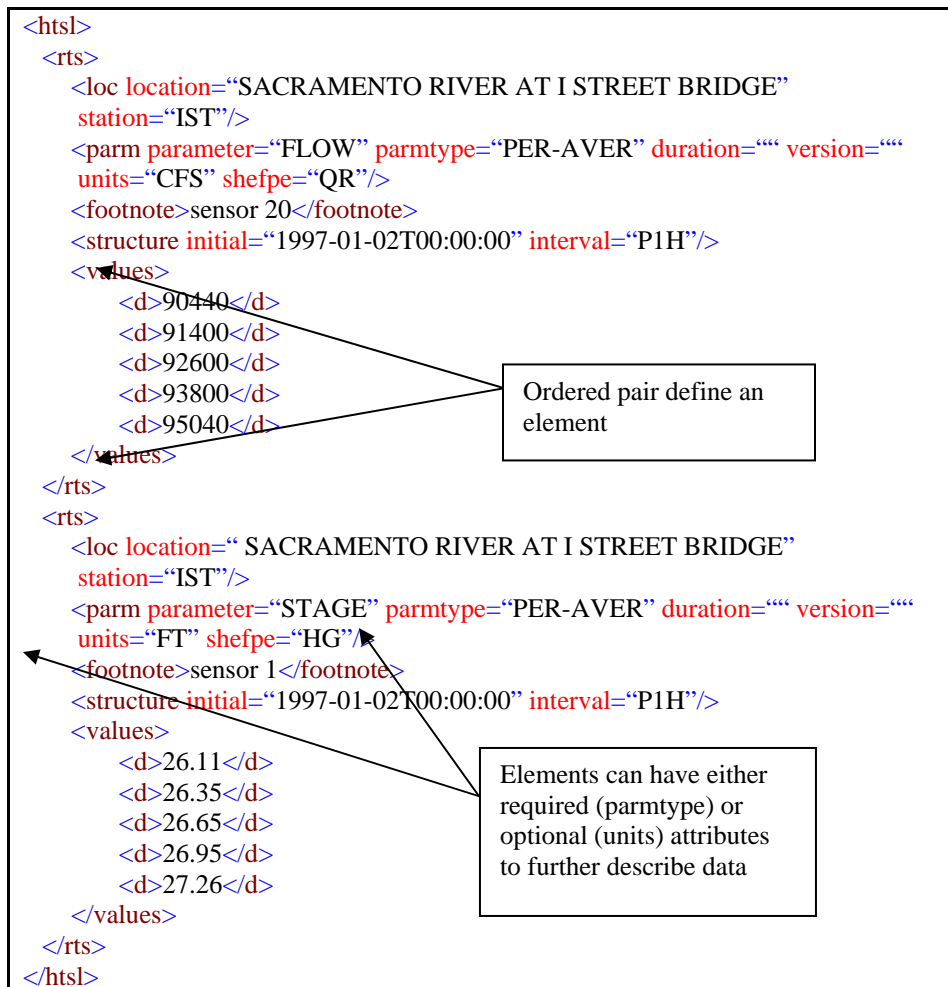 <htsl>
<rts>
<loc location=“SACRAMENTO RIVER AT I STREET BRIDGE”
station=“IST”/>
<parm parameter=“FLOW” parmtype=“PER-AVER” duration=““ version=““
units=“CFS” shefpe=“QR”/>
<footnote>sensor 20</footnote>
<structure initial=“1997-01-02T00:00:00” interval=“P1H”/>
<values>
<d>90440</d>
<d>91400</d>
<d>92600</d>
<d>93800</d>
<d>95040</d>
</values>
</rts>
Ordered pair define an
element
<rts>
<loc location=“ SACRAMENTO RIVER AT I STREET BRIDGE”
station=“IST”/>
<parm parameter=“STAGE” parmtype=“PER-AVER” duration=““ version=““
units=“FT” shefpe=“HG”/>
<footnote>sensor 1</footnote>
<structure initial=“1997-01-02T00:00:00” interval=“P1H”/>
<values>
<d>26.11</d>
<d>26.35</d>
<d>26.65</d>
<d>26.95</d>
<d>27.26</d>
</values>
</rts>
</htsl>
Elements can have either
required (parmtype) or
optional (units) attributes
to further describe data